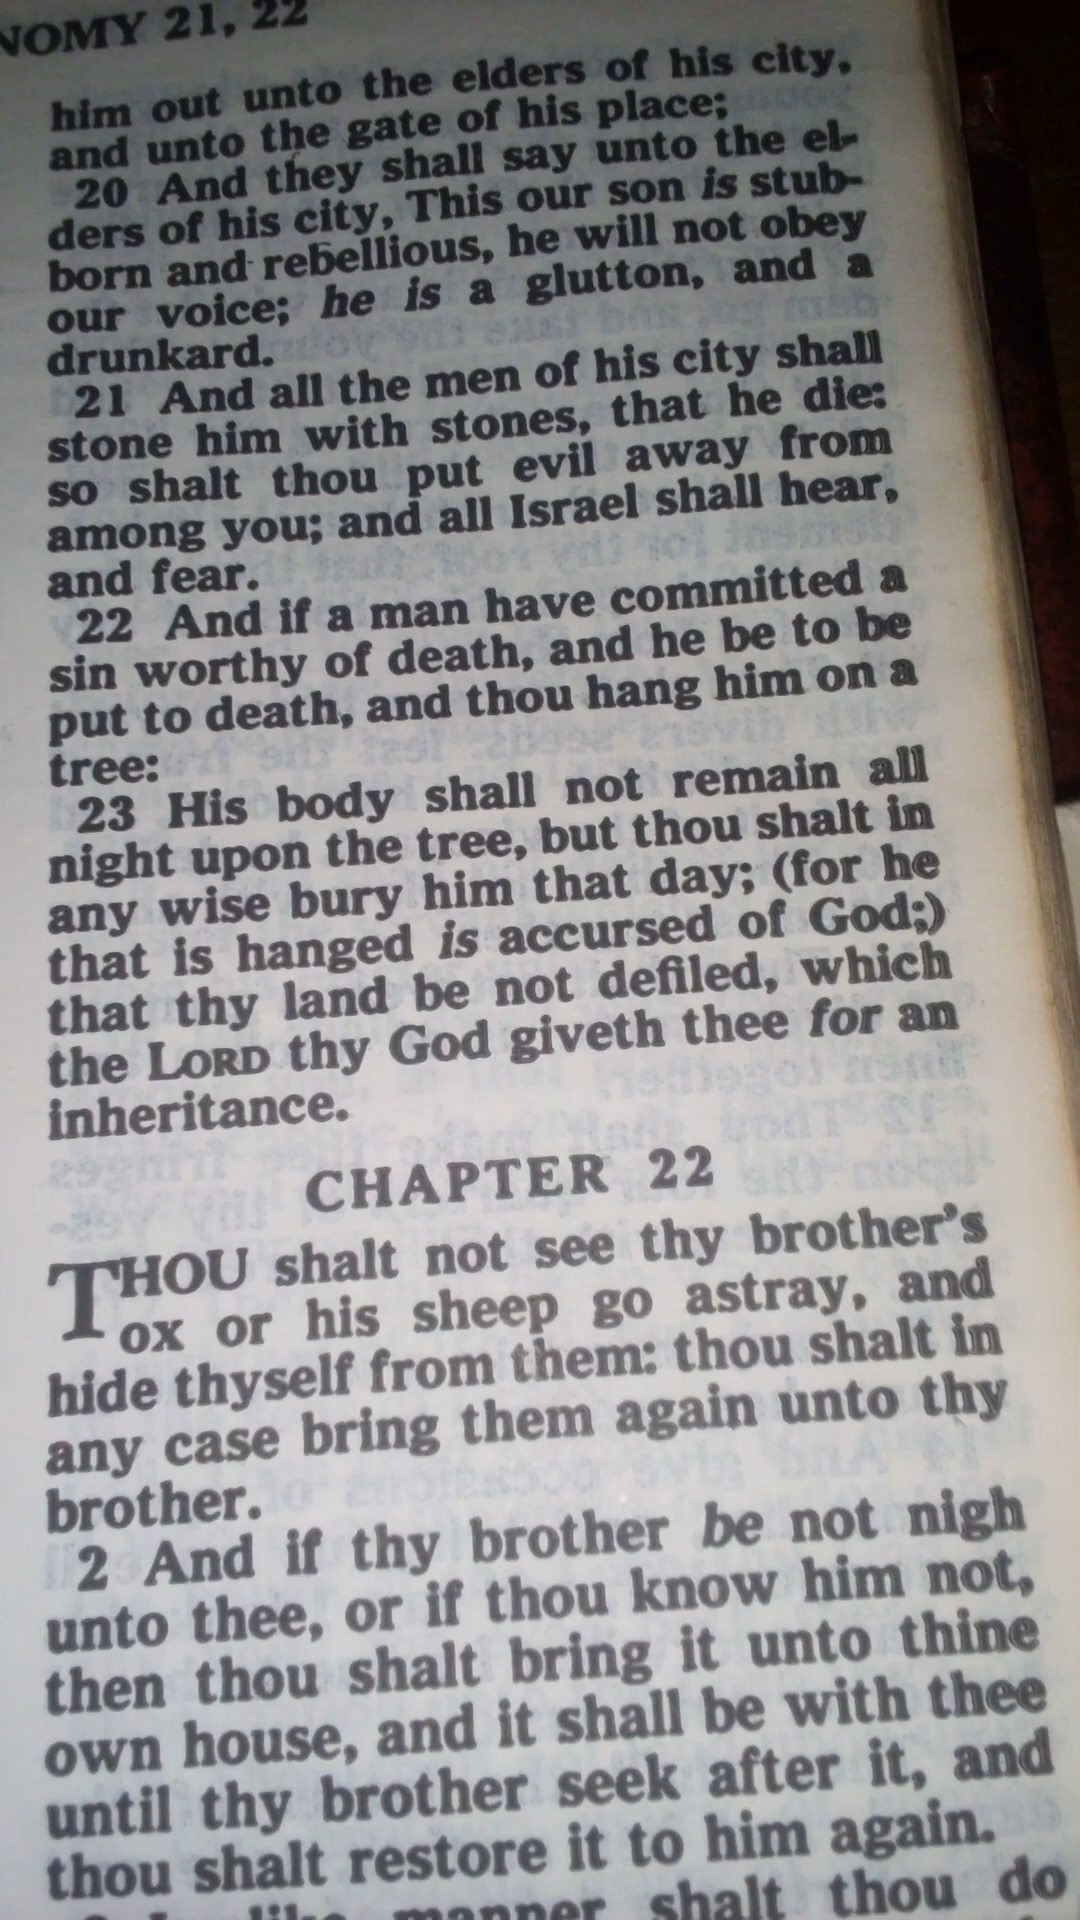 NOMY 21, 22
him out unto the elders of his city,
and unto the gate of his place;
20 And they shall say unto the el-
ders of his city, This our son is stub-
born and rebellious, he will not obey
our voice; he is a glutton, and a
drunkard.
21 And all the men of his city shall
stone him with stones, that he die:
so shalt thou put evil away from
among you; and all Israel shall hear,
and fear.
22 And if a man have committed a
sin worthy of death, and he be to be
put to death, and thou hang him on a
tree:
23 His body shall not remain all
night upon the tree, but thou shalt in
any wise bury him that day; (for he
that is hanged is accursed of God;)
that thy land be not defiled, which
the LORD thy God giveth thee for an
inheritance.
CHAPTER 22
THOU shalt not see thy brother's
ox or his sheep go astray, and
hide thyself from them: thou shalt in
any case bring them again unto thy
brother.
2 And if thy brother be not nigh
unto thee, or if thou know him not,
then thou shalt bring it unto thine
own house, and it shall be with thee
until thy brother seek after it, and
thou shalt restore it to him again.
like manner shalt thou do